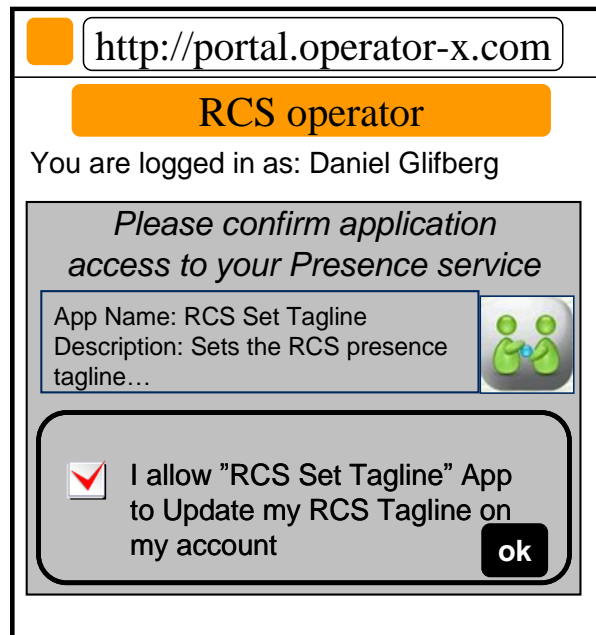 http://portal.operator-x.com
RCS operator
You are logged in as: Daniel Glifberg
Please confirm application
access to your Presence service
App Name: RCS Set Tagline
Description: Sets the RCS presence
tagline…
I allow ”RCS Set Tagline” App
to Update my RCS Tagline on
my account
ok